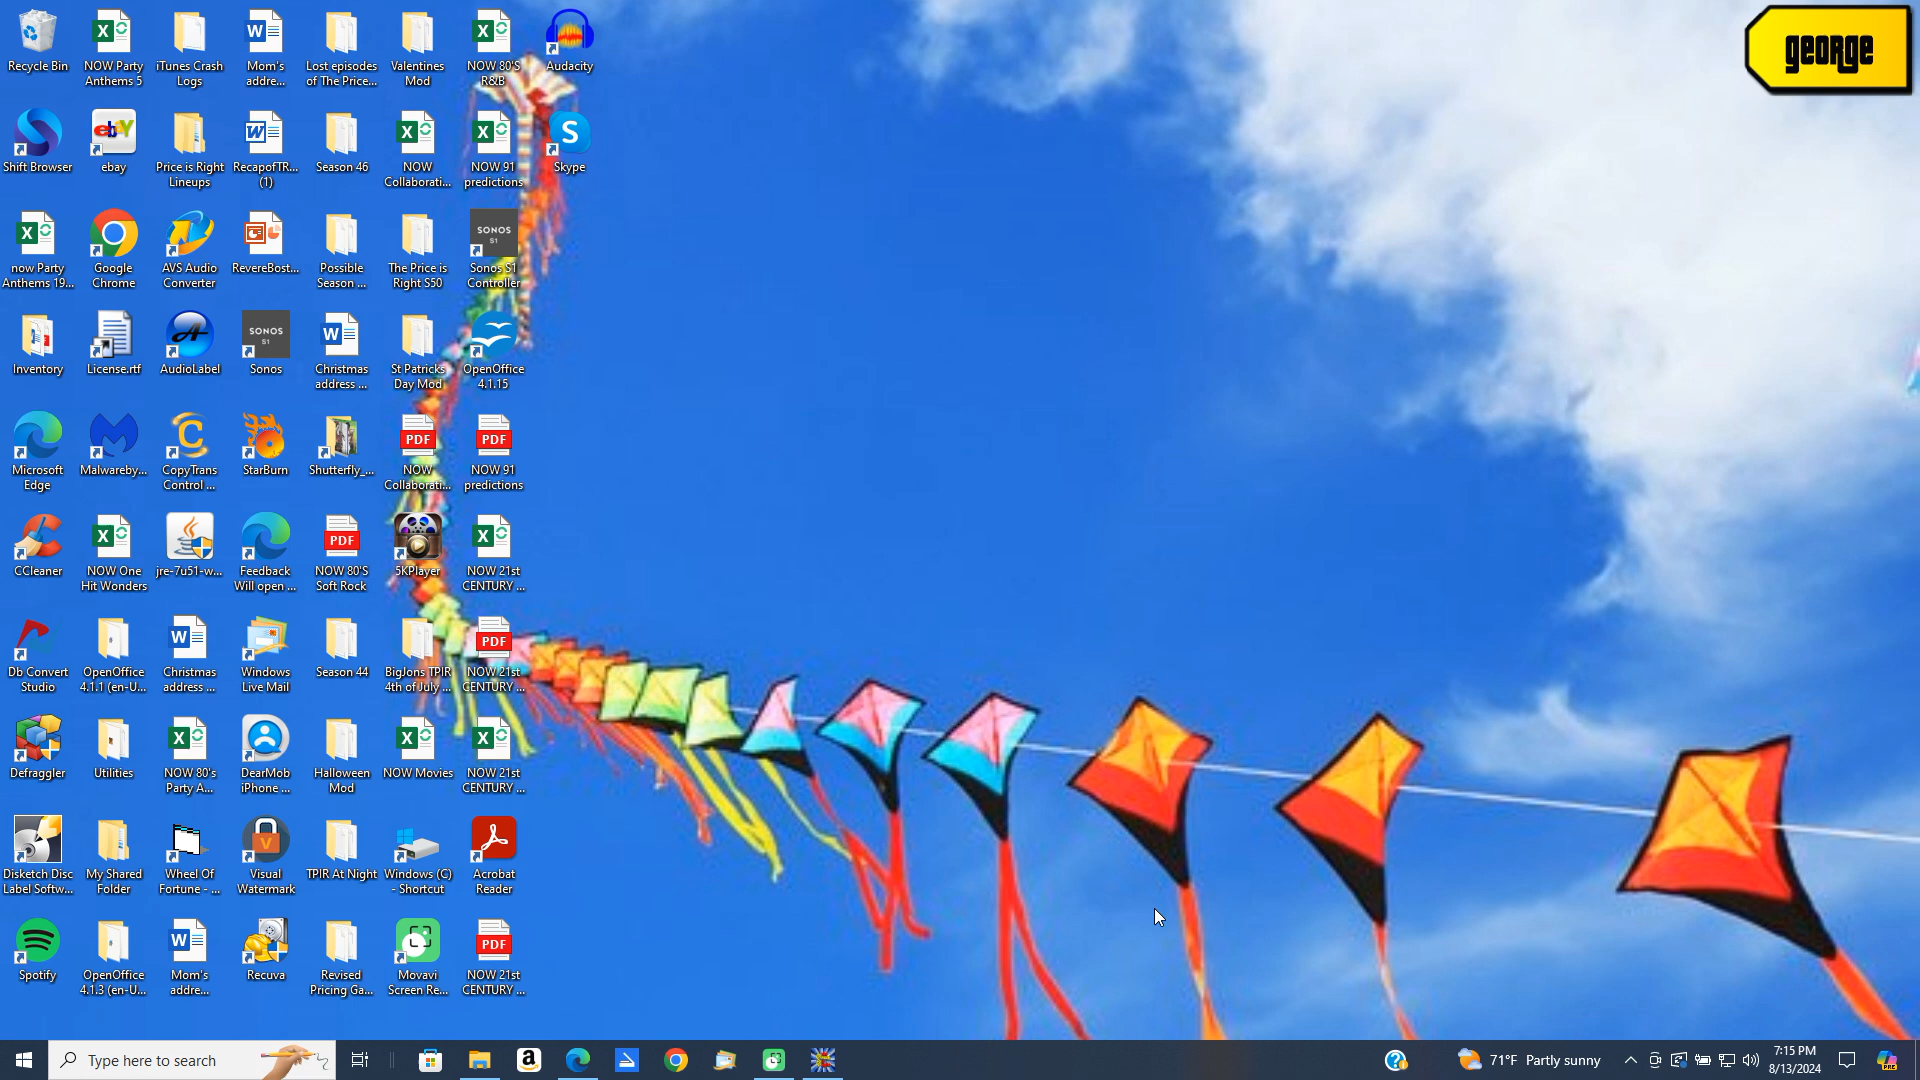 Recycle Bin
NOW Party
Anthems 5
iTunes Crash
Logs
Mom's
addre...
Lost episodes
of The Price...
Valentines
Mod
NOW 80'S
R&B
Audacity
george
Shift Browser
ebay
Price is Right
Lineups
RecapofTR...
(1)
Season 46
NOW
Collaborati...
NOW 91
predictions
Skype
now Party
Anthems 19...
Google
Chrome
AVS Audio
Converter
RevereBost...
Possible
Season ...
The Price is
Right S50
SONOS
S1
Sonos S1
Controller
Inventory
License.rtf
AudioLabel
SONOS
S1
Sonos
Christmas
address ...
St Patricks
Day Mod
OpenOffice
4.1.15
Microsoft
Edge
Malwareby...
CopyTrans
Control ...
StarBurn
Shutterfly_...
PDF
NOW
Collaborati...
PDF
NOW 91
predictions
CCleaner
NOW One
Hit Wonders
jre-7u51-w...
Feedback
Will open ...
PDF
NOW 80'S
Soft Rock
5KPlayer
NOW 21st
CENTURY ...
Db Convert
Studio
OpenOffice
4.1.1 (en-U...
Christmas
address ...
Windows
Live Mail
Season 44
BigJons TPIR
4th of July ...
PDF
NOW 21st
CENTURY ...
Defraggler
Utilities
NOW 80's
Party A...
DearMob
iPhone ...
Halloween
Mod
NOW Movies
NOW 21st
CENTURY ...
Disketch Disc
Label Softw...
My Shared
Folder
Wheel Of
Fortune - ...
Visual
Watermark
TPIR At Night
Windows (C)
- Shortcut
Acrobat
Reader
Spotify
OpenOffice
4.1.3 (en-U...
Mom's
addre...
Recuva
Revised
Pricing Ga...
Movavi
Screen Re...
PDF
NOW 21st
CENTURY ...
Type here to search
71°F Partly sunny
7:15 PM
8/13/2024